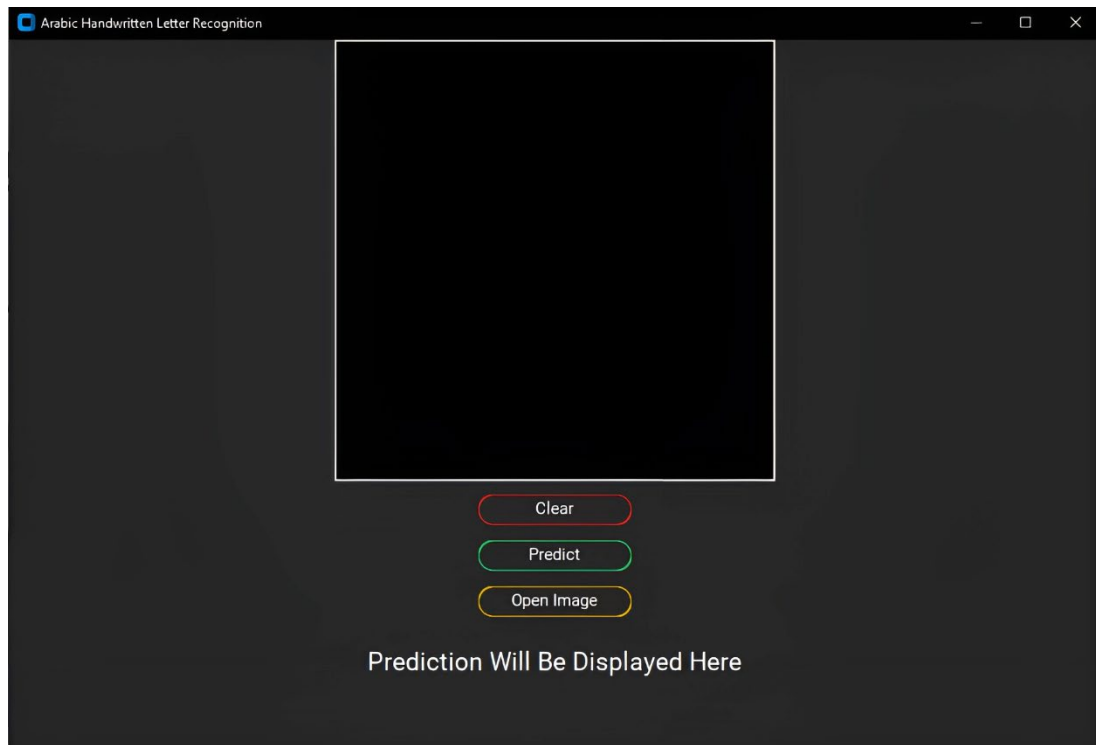 Arabic Handwritten Letter Recognition
Clear
Predict
Open Image
Prediction Will Be Displayed Here